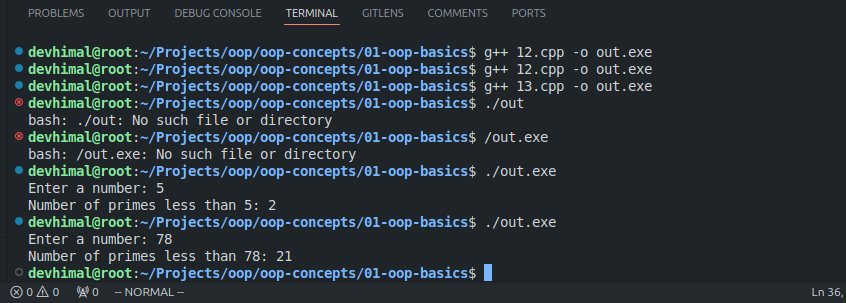 PROBLEMS OUTPUT DEBUG CONSOLE TERMINAL GITLENS COMMENTS PORTS
devhimal@root:~/Projects/oop/oop-concepts/01-oop-basics$ g++ 12.cpp -o out.exe
devhimal@root:~/Projects/oop/oop-concepts/01-oop-basics$ g++ 12.cpp -o out.exe
devhimal@root:~/Projects/oop/oop-concepts/01-oop-basics$ g++ 13.cpp -o out.exe
devhimal@root:~/Projects/oop/oop-concepts/01-oop-basics$ ./out
bash: ./out: No such file or directory
devhimal@root:~/Projects/oop/oop-concepts/01-oop-basics$ /out.exe
bash: /out.exe: No such file or directory
devhimal@root:~/Projects/oop/oop-concepts/01-oop-basics$ ./out.exe
Enter a number: 5
Number of primes less than 5: 2
devhimal@root:~/Projects/oop/oop-concepts/01-oop-basics$ ./out.exe
Enter a number: 78
Number of primes less than 78: 21
devhimal@root:~/Projects/oop/oop-concepts/01-oop-basics$
0 0 0 -- NORMAL -- Ln 36,